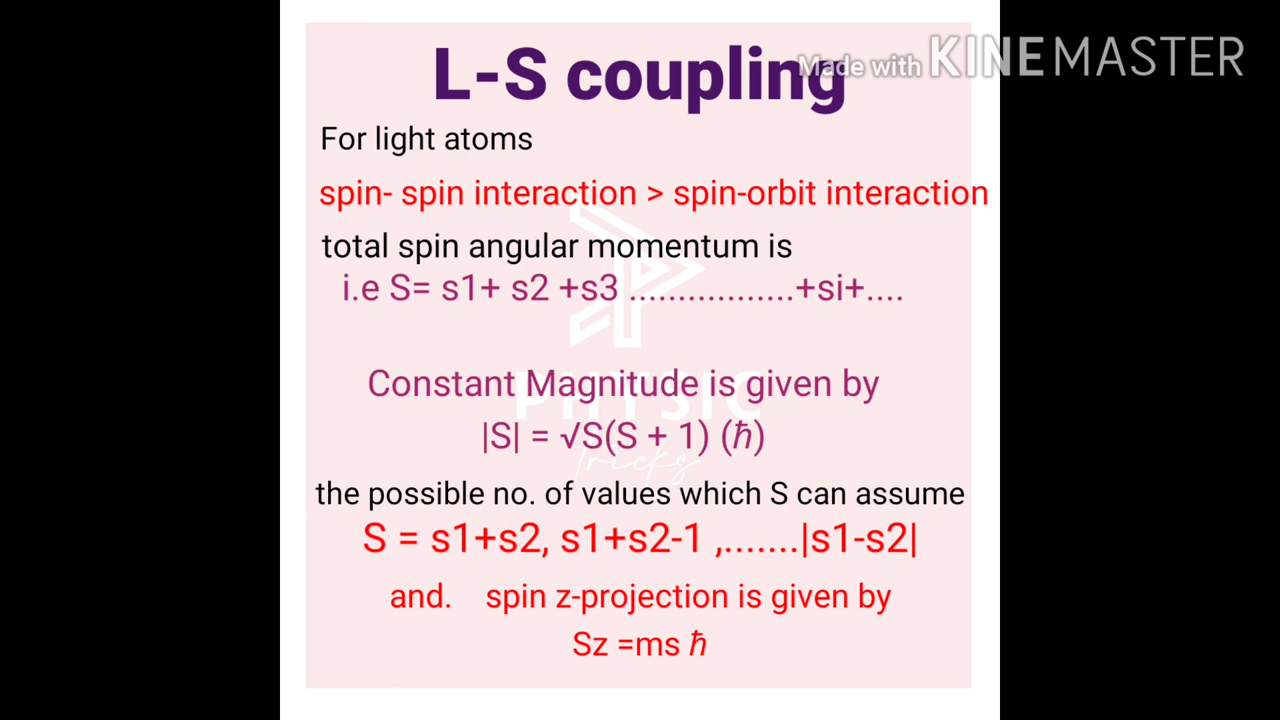 L-S coupling
Made with KINEMASTER
For light atoms
spin- spin interaction > spin-orbit interaction
total spin angular momentum is
i.e S= s1+ s2 +s3 .................+si+....
Constant Magnitude is given by
PHYSIC
|S| = √S(S + 1) (ℏ)
Tricks
the possible no. of values which S can assume
S = s1+s2, s1+s2-1 ,.......|s1-s2|
and. spin z-projection is given by
Sz =ms ℏ